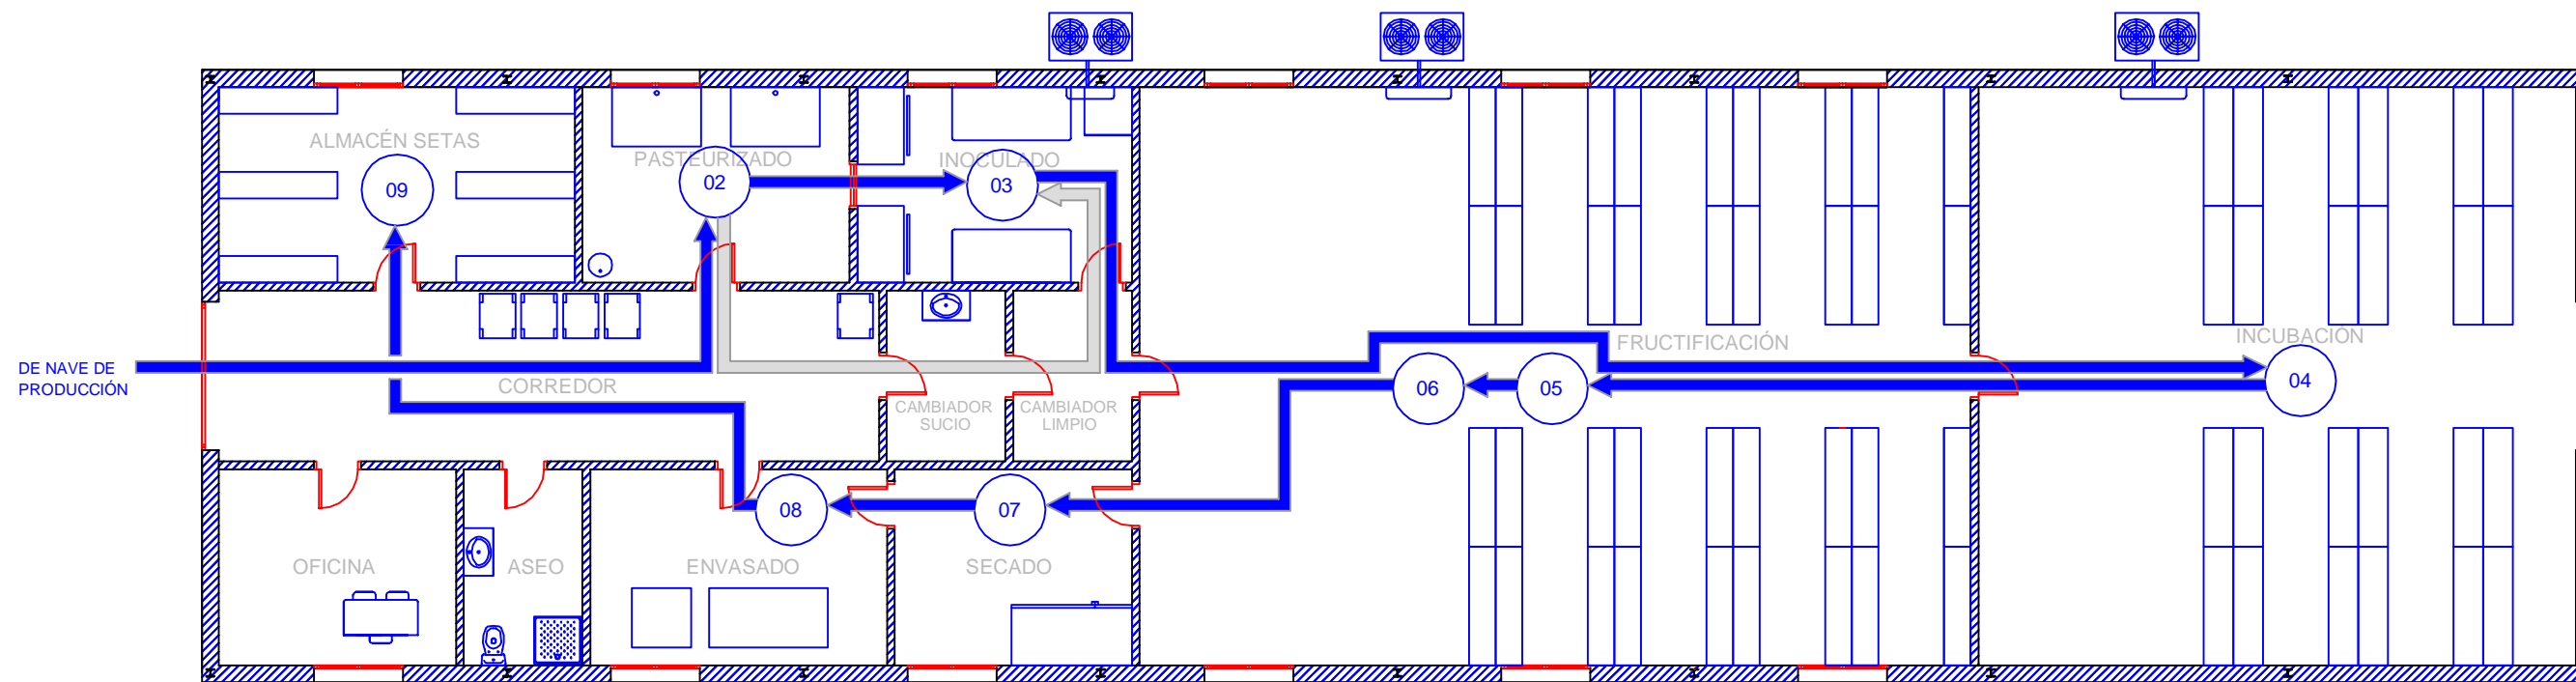 ALMACÉN SETAS
PASTEURIZADO
INOCULADO
09
02
03
FRUCTIFICACIÓN
INCUBACIÓN
DE NAVE DE
PRODUCCIÓN
CORREDOR
06
05
04
CAMBIADOR
SUCIO
CAMBIADOR
LIMPIO
08
07
OFICINA
ASEO
ENVASADO
SECADO